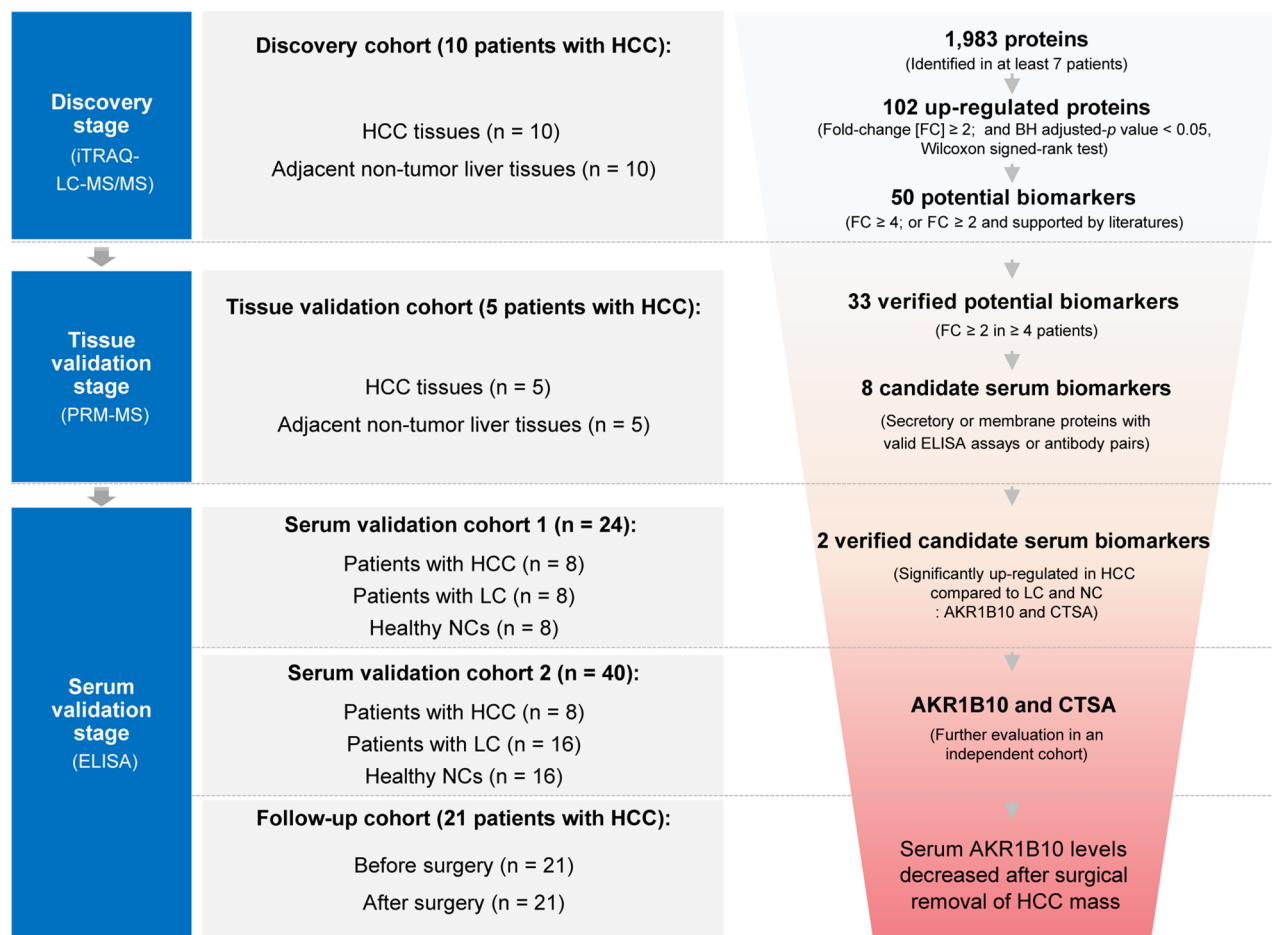 Discovery
stage
(iTRAQ-
LC-MS/MS)
Discovery cohort (10 patients with HCC):
HCC tissues (n = 10)
Adjacent non-tumor liver tissues (n = 10)
1,983 proteins
(Identified in at least 7 patients)
102 up-regulated proteins
(Fold-change [FC] ≥ 2;  and BH adjusted-p value < 0.05,
Wilcoxon signed-rank test)
50 potential biomarkers
(FC ≥ 4; or FC ≥ 2 and supported by literatures)
Tissue
validation
stage
(PRM-MS)
Tissue validation cohort (5 patients with HCC):
HCC tissues (n = 5)
Adjacent non-tumor liver tissues (n = 5)
33 verified potential biomarkers
(FC ≥ 2 in ≥ 4 patients)
8 candidate serum biomarkers
(Secretory or membrane proteins with
valid ELISA assays or antibody pairs)
Serum
validation
stage
(ELISA)
Serum validation cohort 1 (n = 24):
Patients with HCC (n = 8)
Patients with LC (n = 8)
Healthy NCs (n = 8)
2 verified candidate serum biomarkers
(Significantly up-regulated in HCC
compared to LC and NC
: AKR1B10 and CTSA)
Serum validation cohort 2 (n = 40):
Patients with HCC (n = 8)
Patients with LC (n = 16)
Healthy NCs (n = 16)
AKR1B10 and CTSA
(Further evaluation in an
independent cohort)
Follow-up cohort (21 patients with HCC):
Before surgery (n = 21)
After surgery (n = 21)
Serum AKR1B10 levels
decreased after surgical
removal of HCC mass